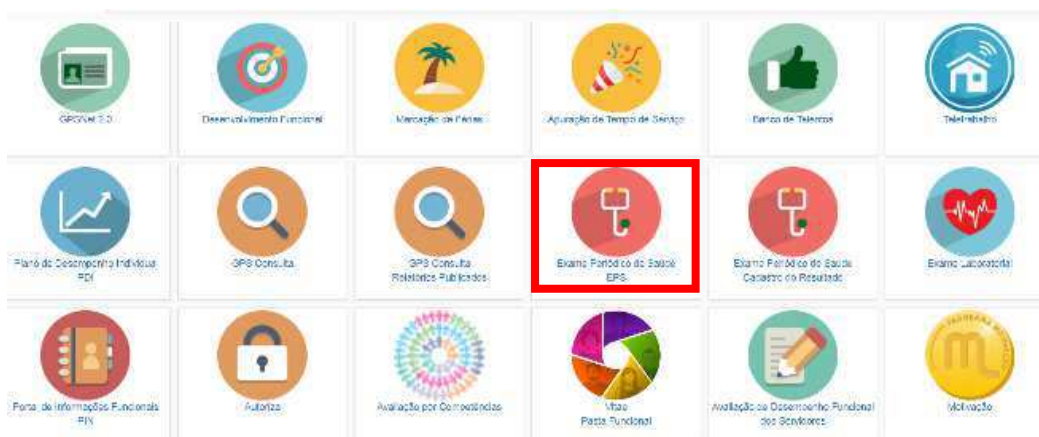 GPSNet 2.0
Desenvolvimento Funcional
Marcação de Férias
Apuração de Tempo de Serviço
Banco de Talentos
Teletrabalho
Plano de Desempenho Individual
PDI
GPS Consulta
GPS Consulta
Relatórios Publicados
Exame Periódico de Saúde
EPS
Exame Periódico de Saúde
Cadastro do Resultado
Exame Laboratorial
Portal de Informações Funcionais
PIN
Autoriza
Avaliação por Competências
Vitae
Pasta Funcional
Avaliação de Desempenho Funcional
dos Servidores
m
Motivação